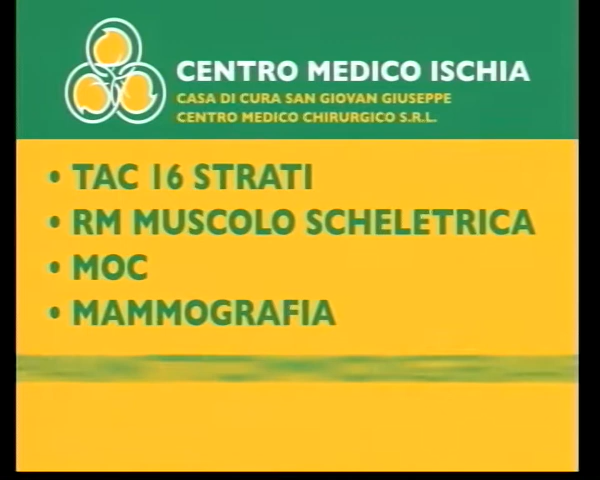 CENTRO MEDICO ISCHIA
CASA DI CURA SAN GIOVAN GIUSEPPE
CENTRO MEDICO CHIRURGICO S.R.L.
• TAC 16 STRATI
• RM MUSCOLO SCHELETRICA
• MOC
• MAMMOGRAFIA